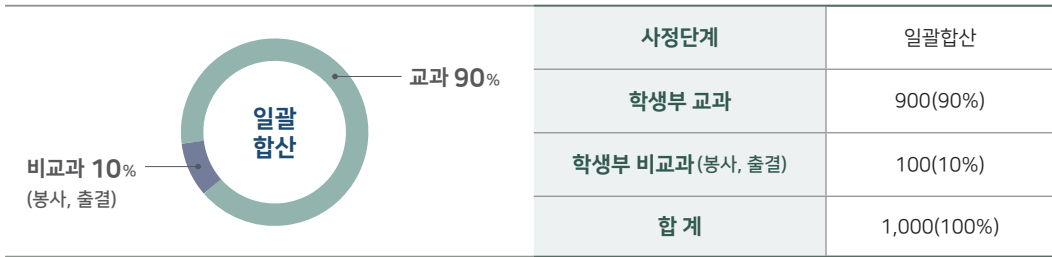 교과 90%
일괄
합산
비교과 10%
(봉사, 출결)
사정단계 일괄합산
학생부 교과 900(90%)
학생부 비교과(봉사, 출결) 100(10%)
합 계 1,000(100%)